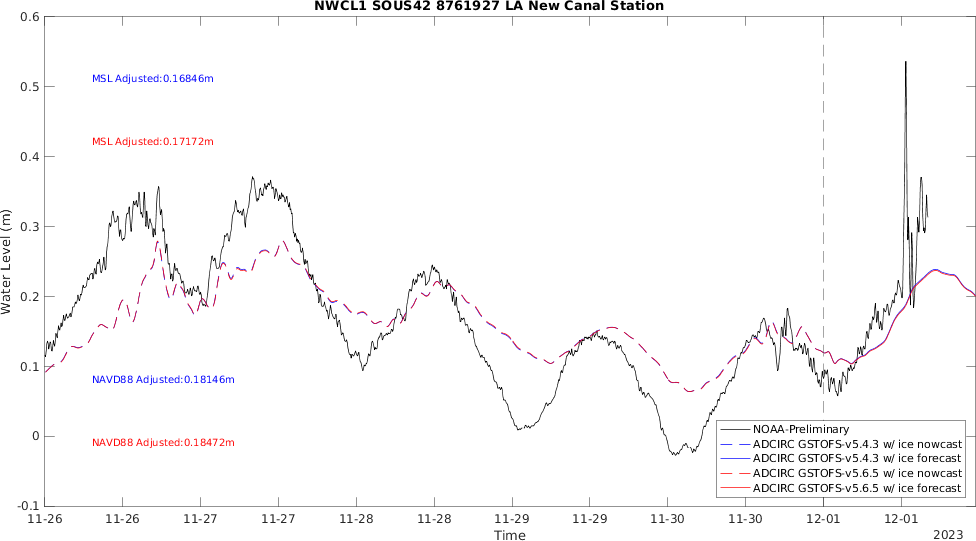 NWCL1 SOUS42 8761927 LA New Canal Station
0.6
0.5
0.4
0.3
0.2
0.1
0
-0.1
Water Level (m)
MSL Adjusted:0.16846m
MSL Adjusted:0.17172m
NAVD88 Adjusted:0.18146m
NAVD88 Adjusted:0.18472m
NOAA-Preliminary
ADCIRC GSTOFS-v5.4.3 w/ ice nowcast
ADCIRC GSTOFS-v5.4.3 w/ ice forecast
ADCIRC GSTOFS-v5.6.5 w/ ice nowcast
ADCIRC GSTOFS-v5.6.5 w/ ice forecast
11-26 11-26 11-27 11-27 11-28 11-28 11-29 11-29 11-30 11-30 12-01 12-01
Time
2023